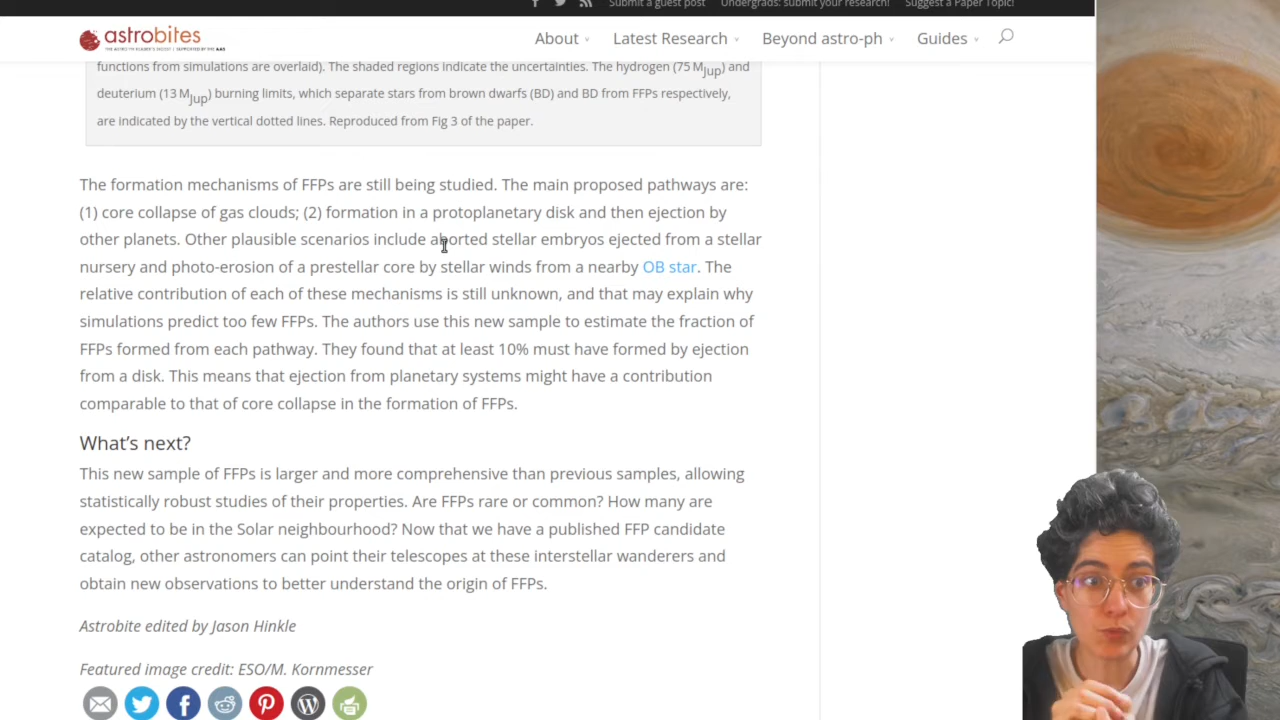 Submit a guest post Undergrads: submit your research! Suggest a Paper Topic!
astrobites
About Latest Research Beyond astro-ph Guides
functions from simulations are overlaid). The shaded regions indicate the uncertainties. The hydrogen (75 MJup) and
deuterium (13 MJup) burning limits, which separate stars from brown dwarfs (BD) and BD from FFPs respectively,
are indicated by the vertical dotted lines. Reproduced from Fig 3 of the paper.
The formation mechanisms of FFPs are still being studied. The main proposed pathways are:
(1) core collapse of gas clouds; (2) formation in a protoplanetary disk and then ejection by
other planets. Other plausible scenarios include aborted stellar embryos ejected from a stellar
nursery and photo-erosion of a prestellar core by stellar winds from a nearby OB star. The
relative contribution of each of these mechanisms is still unknown, and that may explain why
simulations predict too few FFPs. The authors use this new sample to estimate the fraction of
FFPs formed from each pathway. They found that at least 10% must have formed by ejection
from a disk. This means that ejection from planetary systems might have a contribution
comparable to that of core collapse in the formation of FFPs.
What's next?
This new sample of FFPs is larger and more comprehensive than previous samples, allowing
statistically robust studies of their properties. Are FFPs rare or common? How many are
expected to be in the Solar neighbourhood? Now that we have a published FFP candidate
catalog, other astronomers can point their telescopes at these interstellar wanderers and
obtain new observations to better understand the origin of FFPs.
Astrobite edited by Jason Hinkle
Featured image credit: ESO/M. Kornmesser